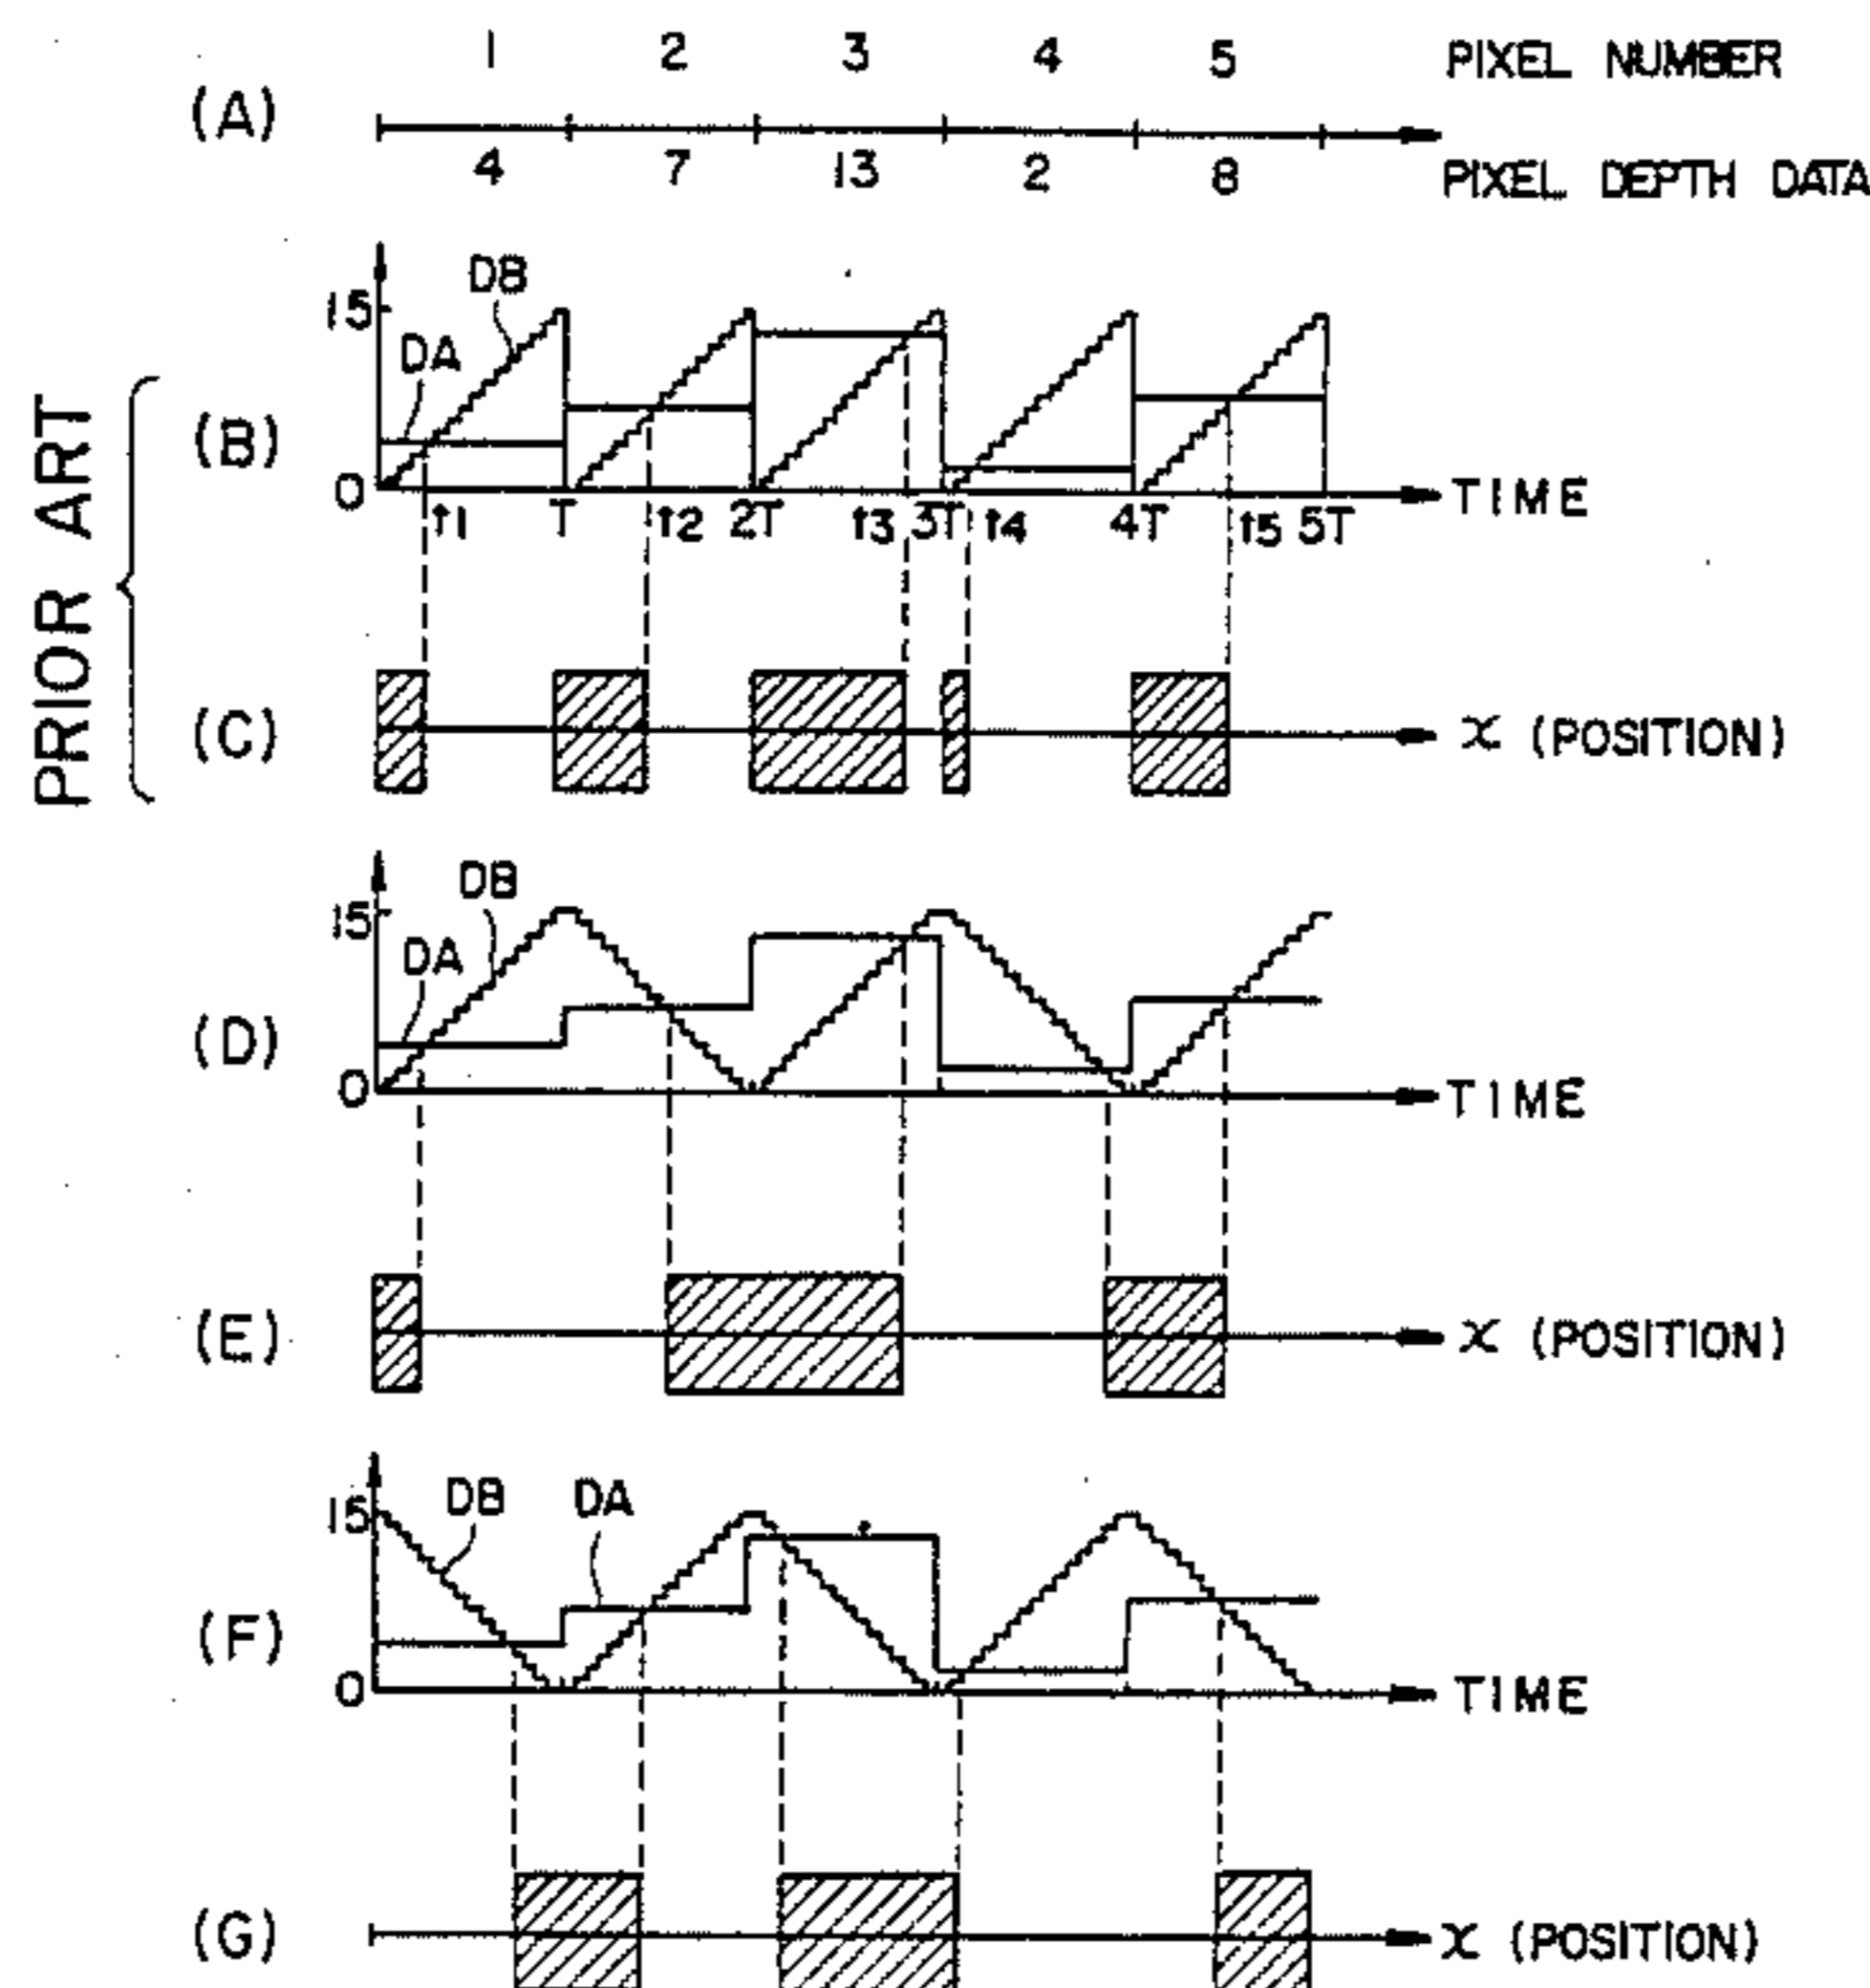 1 2 3 4 5 PIXEL NUMBER
(A)
4 7 13 2 8 PIXEL DEPTH DATA
PRIOR ART
(B)
15
DB
DA
0
t1 T t2 2T t3 3T t4 4T t5 5T TIME
(C)
x (POSITION)
(D)
15
DB
DA
0
TIME
(E)
x (POSITION)
(F)
15
DB DA
0
TIME
(G)
x (POSITION)